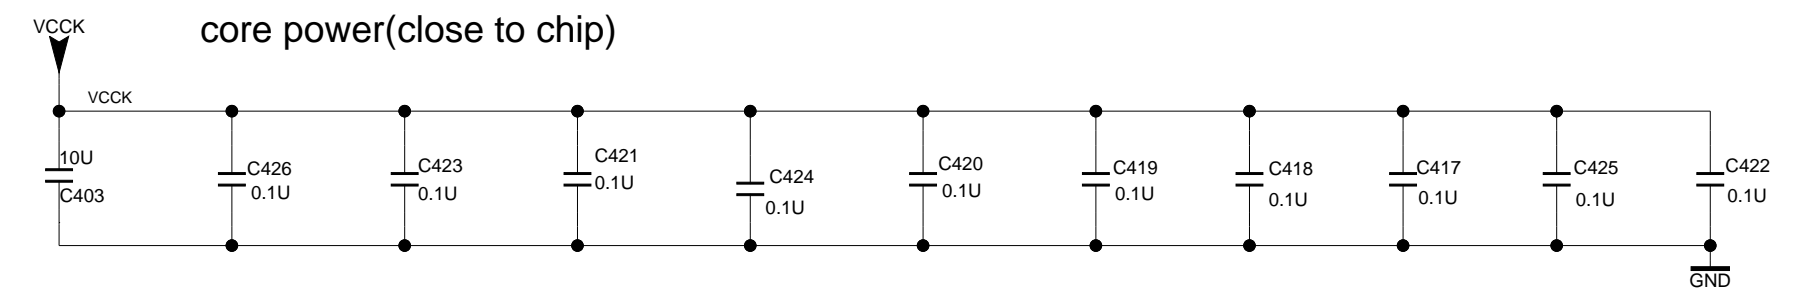 VCCK
core power(close to chip)
VCCK
10U
C403
C426
0.1U
C423
0.1U
C421
0.1U
C424
0.1U
C420
0.1U
C419
0.1U
C418
0.1U
C417
0.1U
C425
0.1U
C422
0.1U
GND